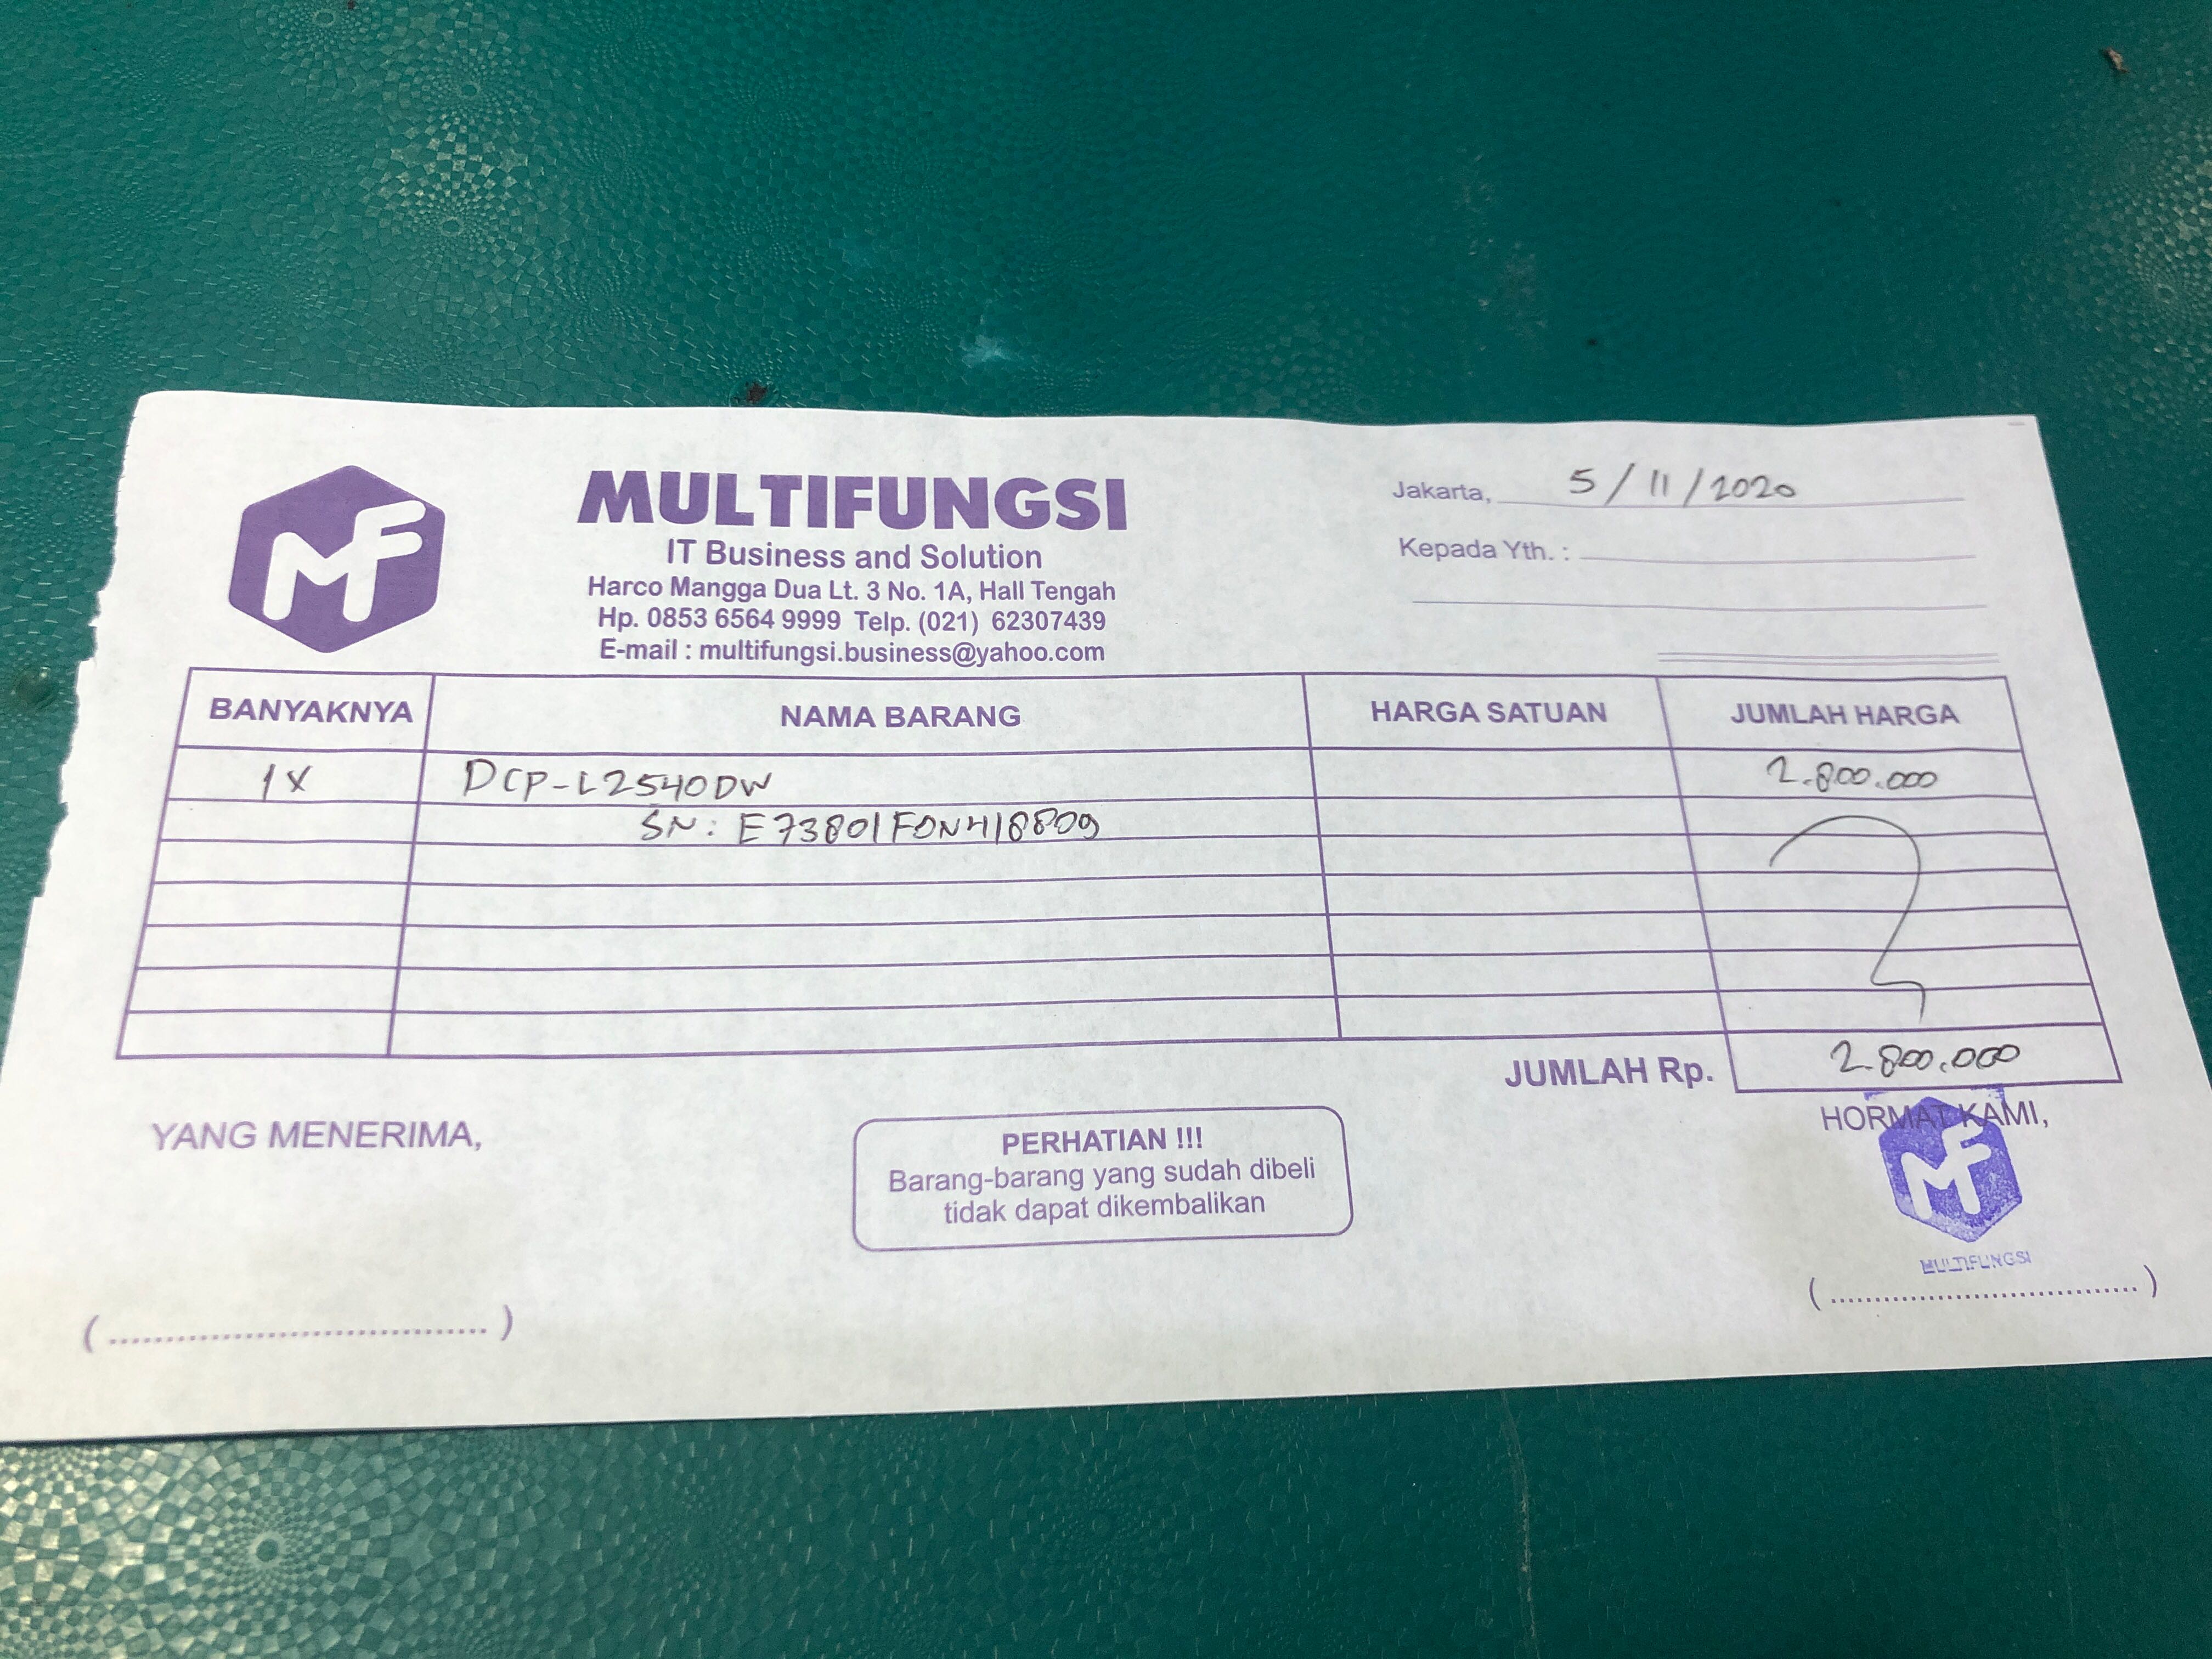 MF
MULTIFUNGSI
IT Business and Solution
Harco Mangga Dua Lt. 3 No. 1A, Hall Tengah
Hp. 0853 6564 9999 Telp. (021) 62307439
E-mail : multifungsi.business@yahoo.com
Jakarta, 5/11/2020
Kepada Yth. :
BANYAKNYA NAMA BARANG HARGA SATUAN JUMLAH HARGA
1X DCP-L2540DW 2.800.000
SN: E73801F0N418809
JUMLAH Rp. 2.800.000
YANG MENERIMA,
PERHATIAN !!!
Barang-barang yang sudah dibeli
tidak dapat dikembalikan
HORMAT KAMI,
MF
MULTIFUNGSI
(..................................) (..................................)